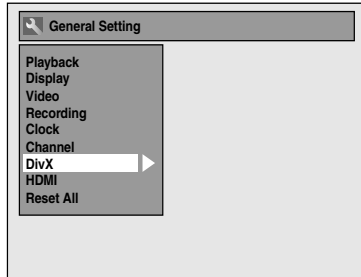 General Setting
Playback
Display
Video
Recording
Clock
Channel
DivX
HDMI
Reset All